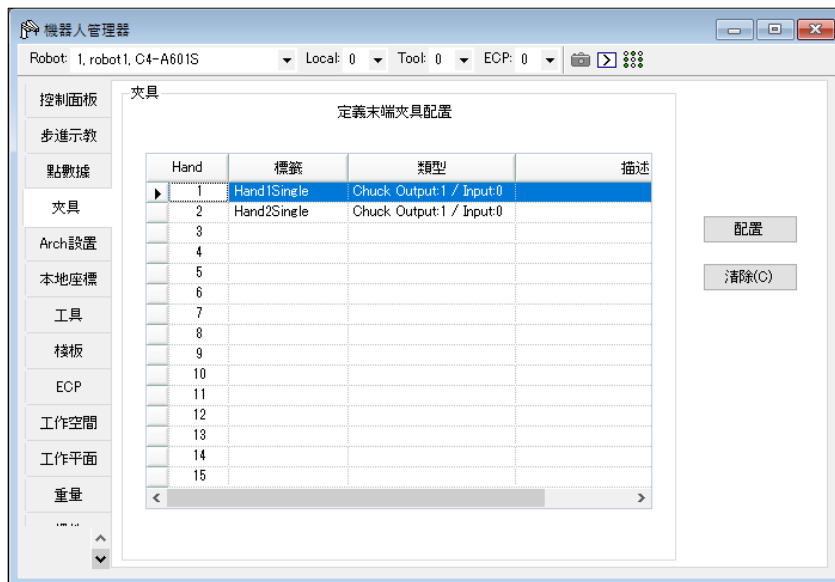 機器人管理器
Robot: 1, robot1, C4-A601S Local: 0 Tool: 0 ECP: 0
控制面板
步進示教
點數據
夾具
Arch設置
本地座標
工具
棧板
ECP
工作空間
工作平面
重量
夾具
定義末端夾具配置
Hand 標籤 類型 描述
1 Hand1Single Chuck Output:1 / Input:0
2 Hand2Single Chuck Output:1 / Input:0
3
4
5
6
7
8
9
10
11
12
13
14
15
配置
清除(C)